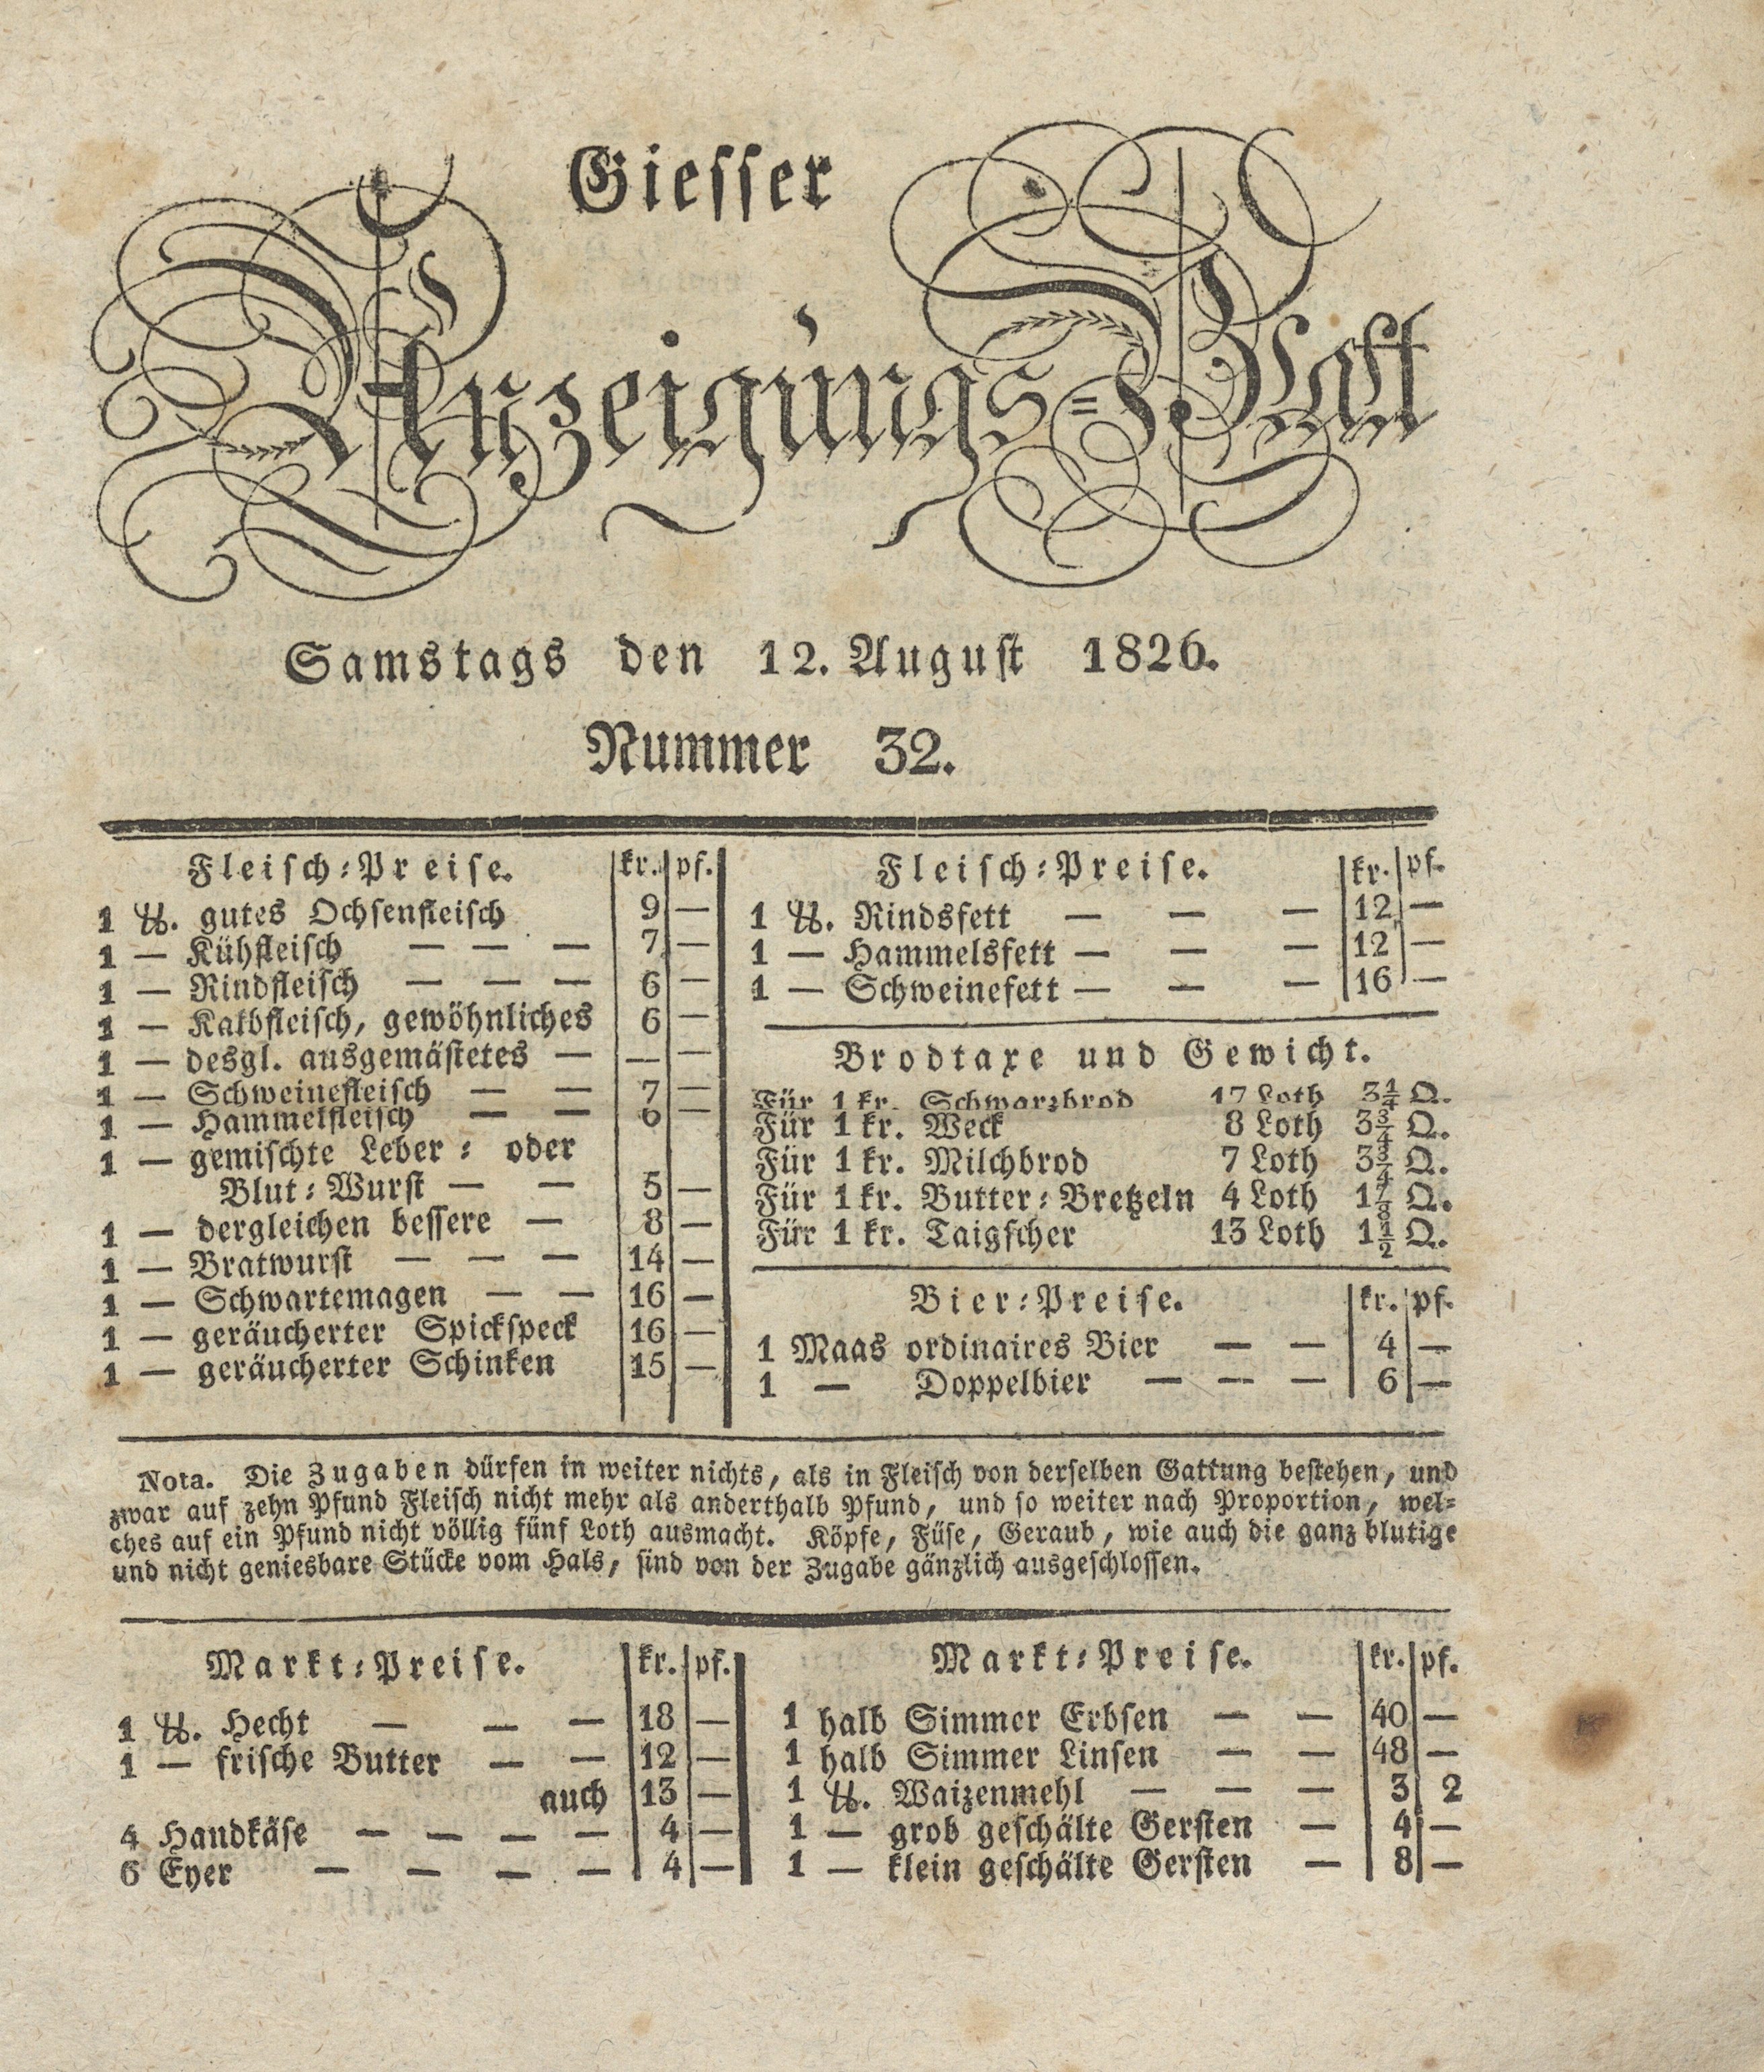 Giesser
Anzeigungs-Blatt
Samstags den 12. August 1826.
Nummer 32.
Fleisch-Preise. kr. pf.
1 ℔. gutes Ochsenfleisch 9 —
1 — Kühfleisch — — — 7 —
1 — Rindfleisch — — — 6 —
1 — Kalbfleisch, gewöhnliches 6 —
1 — desgl. ausgemästetes — — —
1 — Schweinefleisch — — 7 —
1 — Hammelfleisch — — 6 —
1 — gemischte Leber- oder
Blut-Wurst — — 5 —
1 — dergleichen bessere — 8 —
1 — Bratwurst — — — 14 —
1 — Schwartemagen — — 16 —
1 — geräucherter Spickspeck 16 —
1 — geräucherter Schinken 15 —
Fleisch-Preise. kr. pf.
1 ℔. Rindsfett — — — 12 —
1 — Hammelsfett — — — 12 —
1 — Schweinefett — — — 16 —
Brodtaxe und Gewicht.
Für 1 kr. Schwarzbrod 17 Loth 3¼ Q.
Für 1 kr. Weck 8 Loth 3¾ Q.
Für 1 kr. Milchbrod 7 Loth 3¾ Q.
Für 1 kr. Butter-Bretzeln 4 Loth 1⅞ Q.
Für 1 kr. Taigscher 13 Loth 1½ Q.
Bier-Preise. kr. pf.
1 Maas ordinaires Bier — — 4 —
1 — Doppelbier — — — 6 —
Nota. Die Zugaben dürfen in weiter nichts, als in Fleisch von derselben Gattung bestehen, und
zwar auf zehn Pfund Fleisch nicht mehr als anderthalb Pfund, und so weiter nach Proportion, wel-
ches auf ein Pfund nicht völlig fünf Loth ausmacht. Köpfe, Füse, Geraub, wie auch die ganz blutige
und nicht geniesbare Stücke vom Hals, sind von der Zugabe gänzlich ausgeschlossen.
Markt-Preise. kr. pf.
1 ℔. Hecht — — — 18 —
1 — frische Butter — — 12 —
auch 13 —
4 Handkäse — — — — 4 —
6 Eyer — — — — 4 —
Markt-Preise. kr. pf.
1 halb Simmer Erbsen — — 40 —
1 halb Simmer Linsen — — 48 —
1 ℔. Waizenmehl — — — 3 2
1 — grob geschälte Gersten — 4 —
1 — klein geschälte Gersten — 8 —